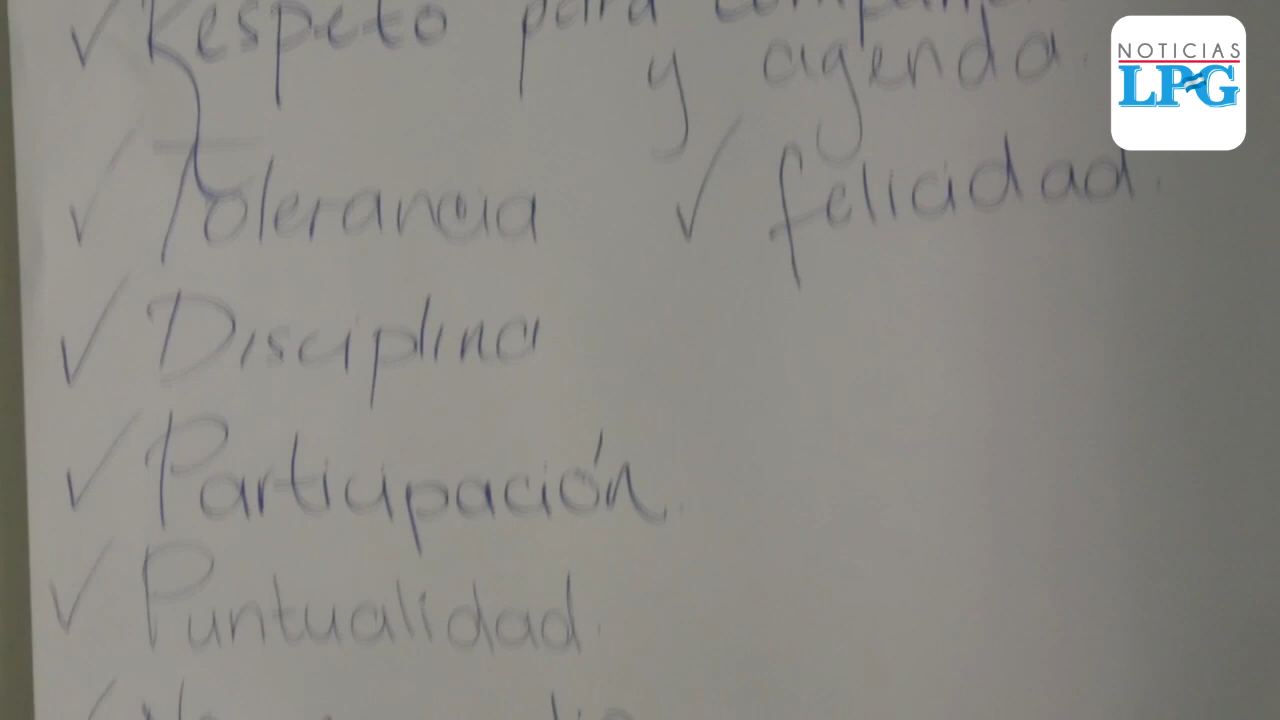 ✓ Respeto para
y agenda.
✓ Tolerancia ✓ felicidad.
✓ Disciplina
✓ Participación.
✓ Puntualidad.
NOTICIAS
LPG